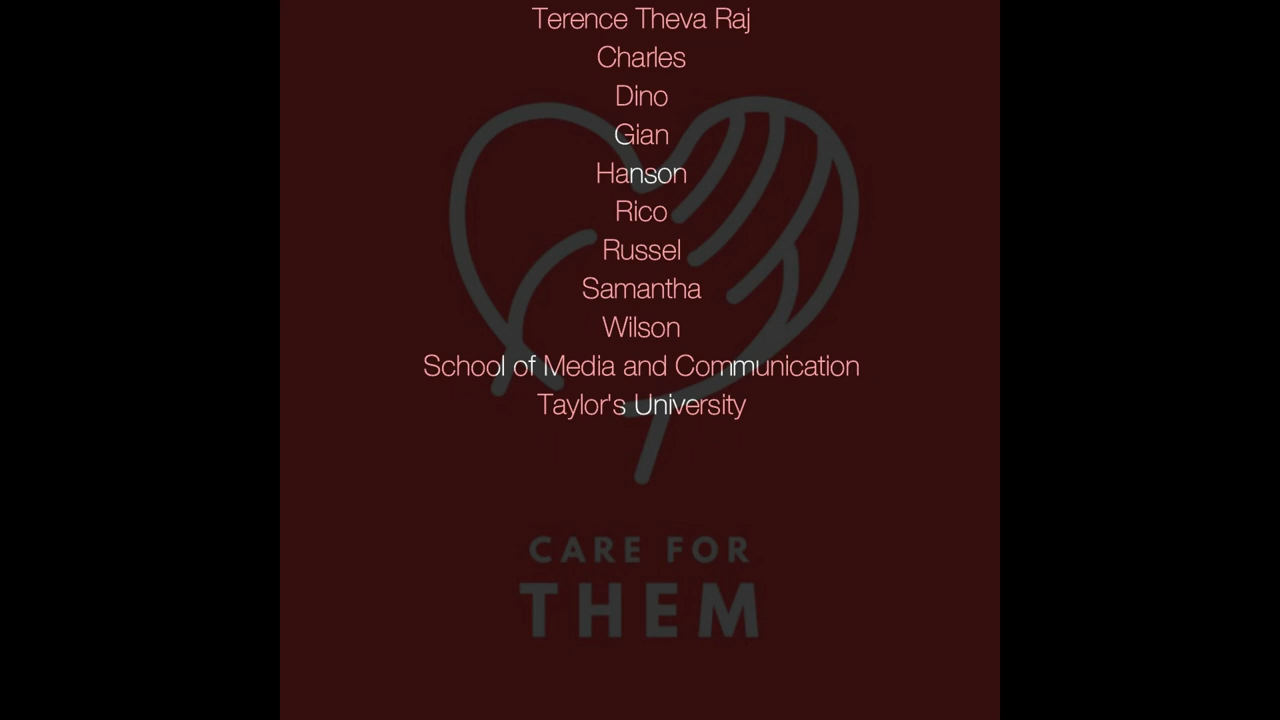 Terence Theva Raj
Charles
Dino
Gian
Hanson
Rico
Russel
Samantha
Wilson
School of Media and Communication
Taylor's University
CARE FOR
THEM